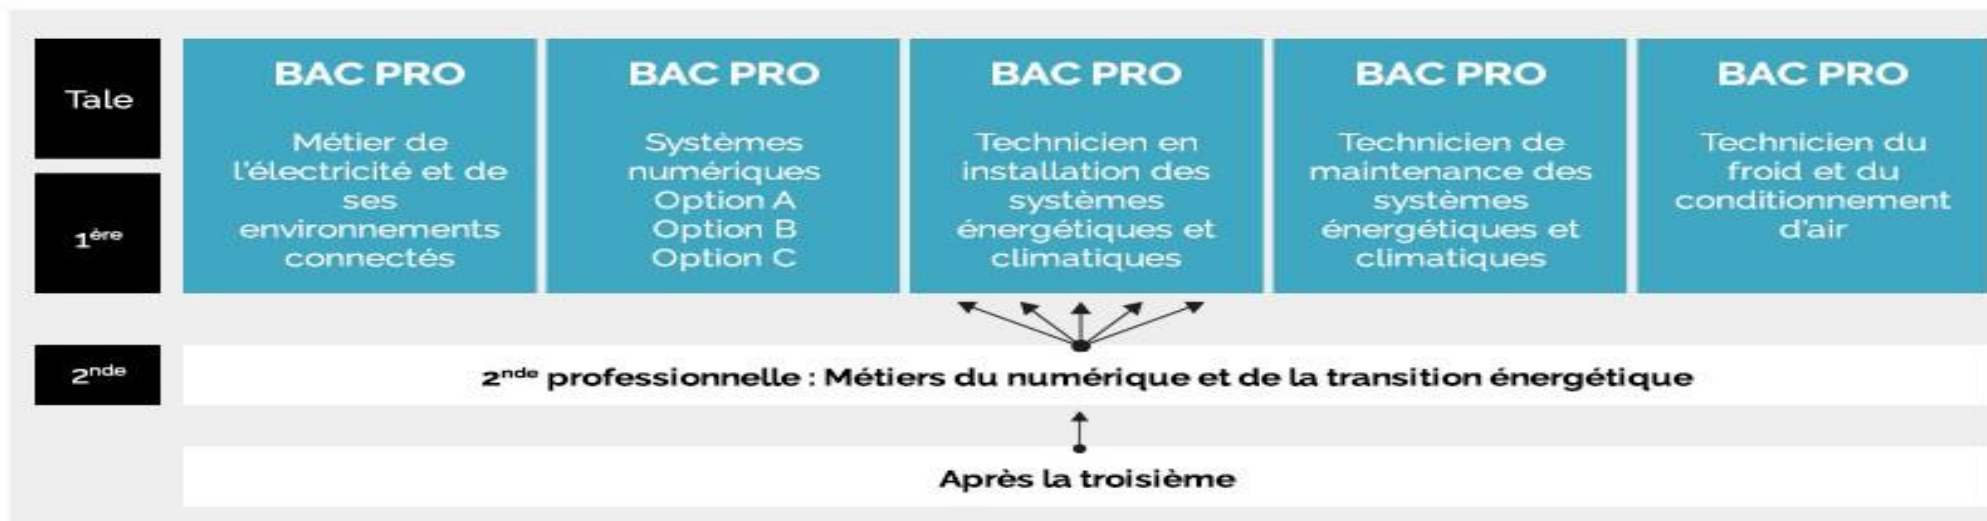 Tale
1ère
BAC PRO
Métier de
l'électricité et de
ses
environnements
connectés
BAC PRO
Systèmes
numériques
Option A
Option B
Option C
BAC PRO
Technicien en
installation des
systèmes
énergétiques et
climatiques
BAC PRO
Technicien de
maintenance des
systèmes
énergétiques et
climatiques
BAC PRO
Technicien du
froid et du
conditionnement
d'air
2nde
2nde professionnelle : Métiers du numérique et de la transition énergétique
Après la troisième